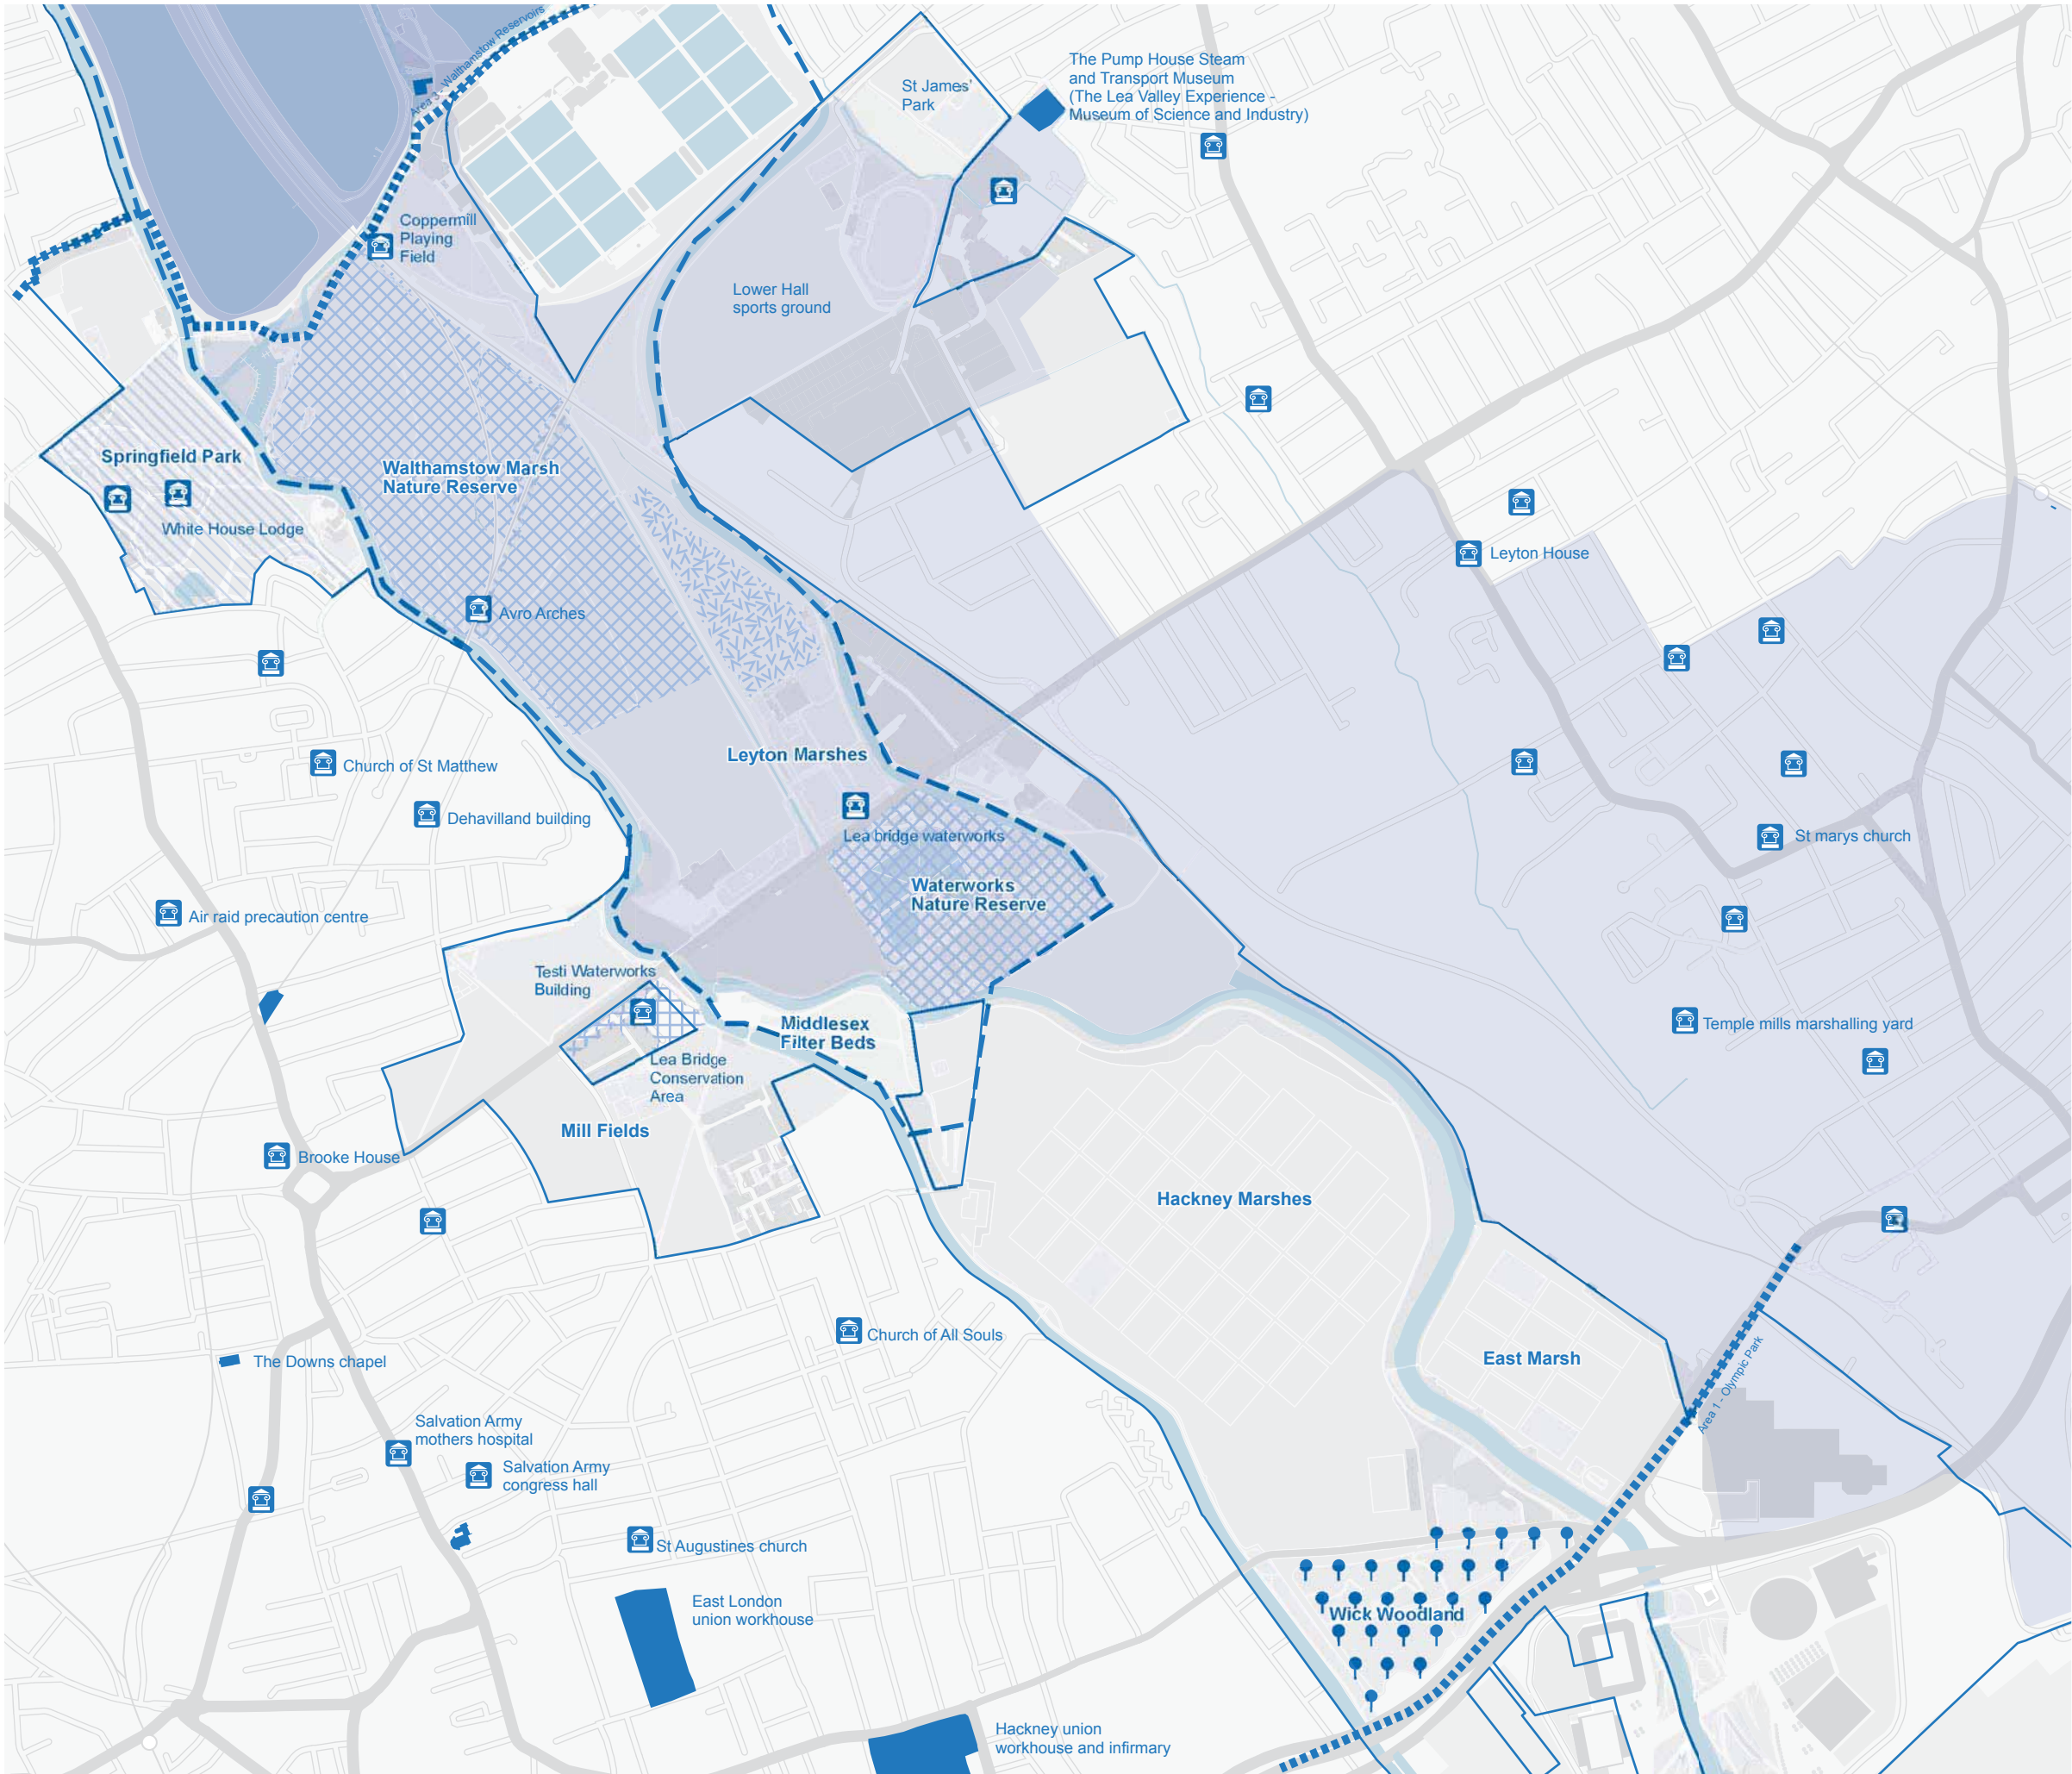 Area 3 - Walthamstow Reservoirs
The Pump House Steam
and Transport Museum
(The Lea Valley Experience -
Museum of Science and Industry)
St James'
Park
Coppermill
Playing
Field
Lower Hall
sports ground
Springfield Park
White House Lodge
Walthamstow Marsh
Nature Reserve
Avro Arches
Leyton House
Church of St Matthew
Dehavilland building
Leyton Marshes
Lea bridge waterworks
Waterworks
Nature Reserve
St marys church
Air raid precaution centre
Testi Waterworks
Building
Middlesex
Filter Beds
Temple mills marshalling yard
Lea Bridge
Conservation
Area
Mill Fields
Brooke House
Hackney Marshes
Church of All Souls
East Marsh
Area 1 - Olympic Park
The Downs chapel
Salvation Army
mothers hospital
Salvation Army
congress hall
St Augustines church
East London
union workhouse
Wick Woodland
Hackney union
workhouse and infirmary